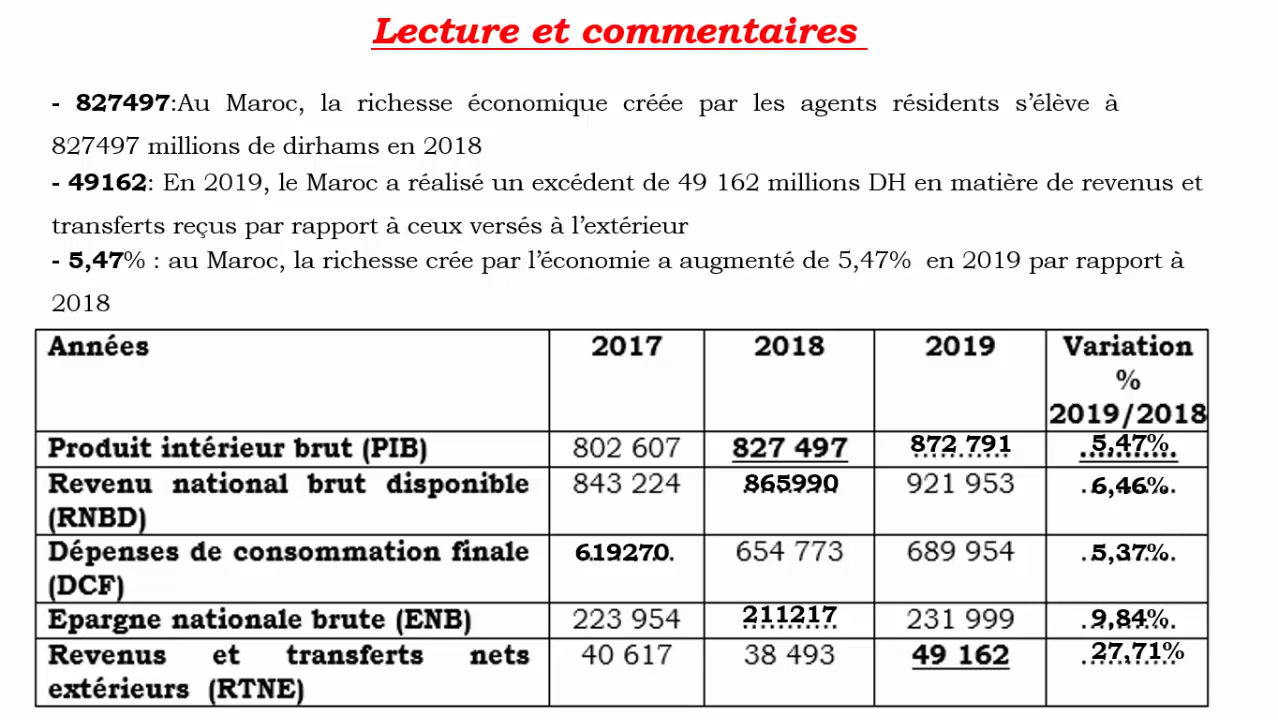 Lecture et commentaires
- 827497:Au Maroc, la richesse économique créée par les agents résidents s’élève à
827497 millions de dirhams en 2018
- 49162: En 2019, le Maroc a réalisé un excédent de 49 162 millions DH en matière de revenus et
transferts reçus par rapport à ceux versés à l’extérieur
- 5,47% : au Maroc, la richesse crée par l’économie a augmenté de 5,47% en 2019 par rapport à
2018
Années 2017 2018 2019 Variation
%
2019/2018
Produit intérieur brut (PIB) 802 607 827 497 872 791 5,47%
Revenu national brut disponible 843 224 865990 921 953 6,46%
(RNBD)
Dépenses de consommation finale 619270 654 773 689 954 5,37%
(DCF)
Epargne nationale brute (ENB) 223 954 211217 231 999 9,84%
Revenus et transferts nets 40 617 38 493 49 162 27,71%
extérieurs (RTNE)